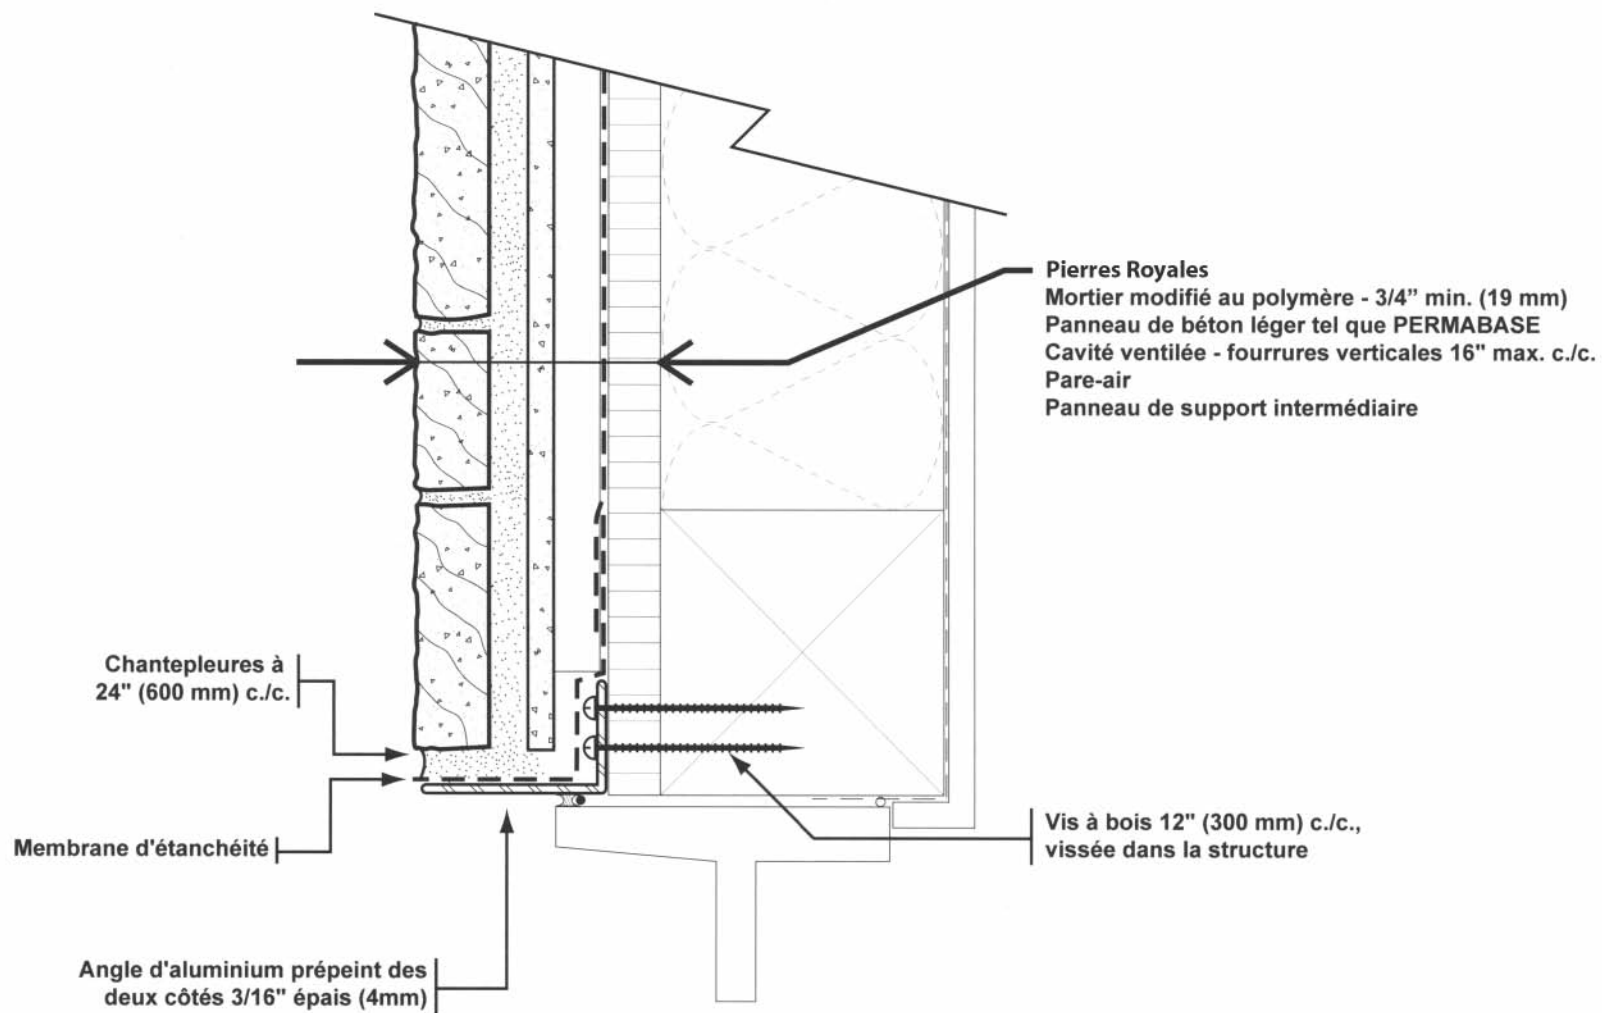 Pierres Royales
Mortier modifié au polymère - 3/4” min. (19 mm)
Panneau de béton léger tel que PERMABASE
Cavité ventilée - fourrures verticales 16" max. c./c.
Pare-air
Panneau de support intermédiaire
Chantepleures à
24" (600 mm) c./c.
Membrane d'étanchéité
Vis à bois 12" (300 mm) c./c.,
vissée dans la structure
Angle d'aluminium prépeint des
deux côtés 3/16" épais (4mm)